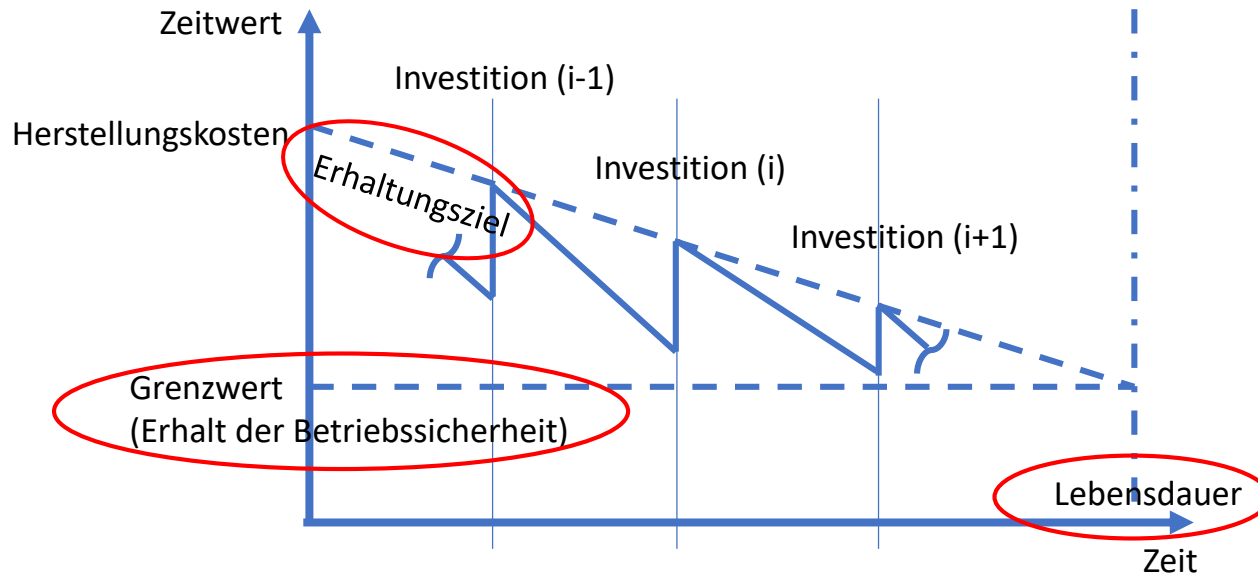 Zeitwert
Investition (i-1)
Herstellungskosten
Erhaltungsziel
Investition (i)
Investition (i+1)
Grenzwert
(Erhalt der Betriebssicherheit)
Lebensdauer
Zeit